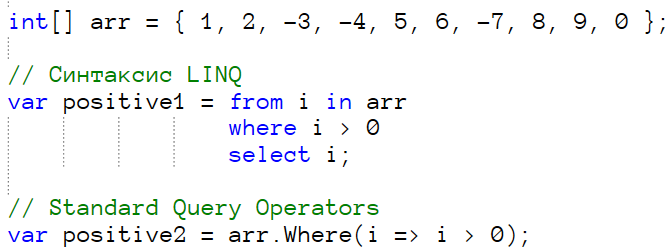 int[] arr = { 1, 2, -3, -4, 5, 6, -7, 8, 9, 0 };
// Синтаксис LINQ
var positive1 = from i in arr
where i > 0
select i;
// Standard Query Operators
var positive2 = arr.Where(i => i > 0);